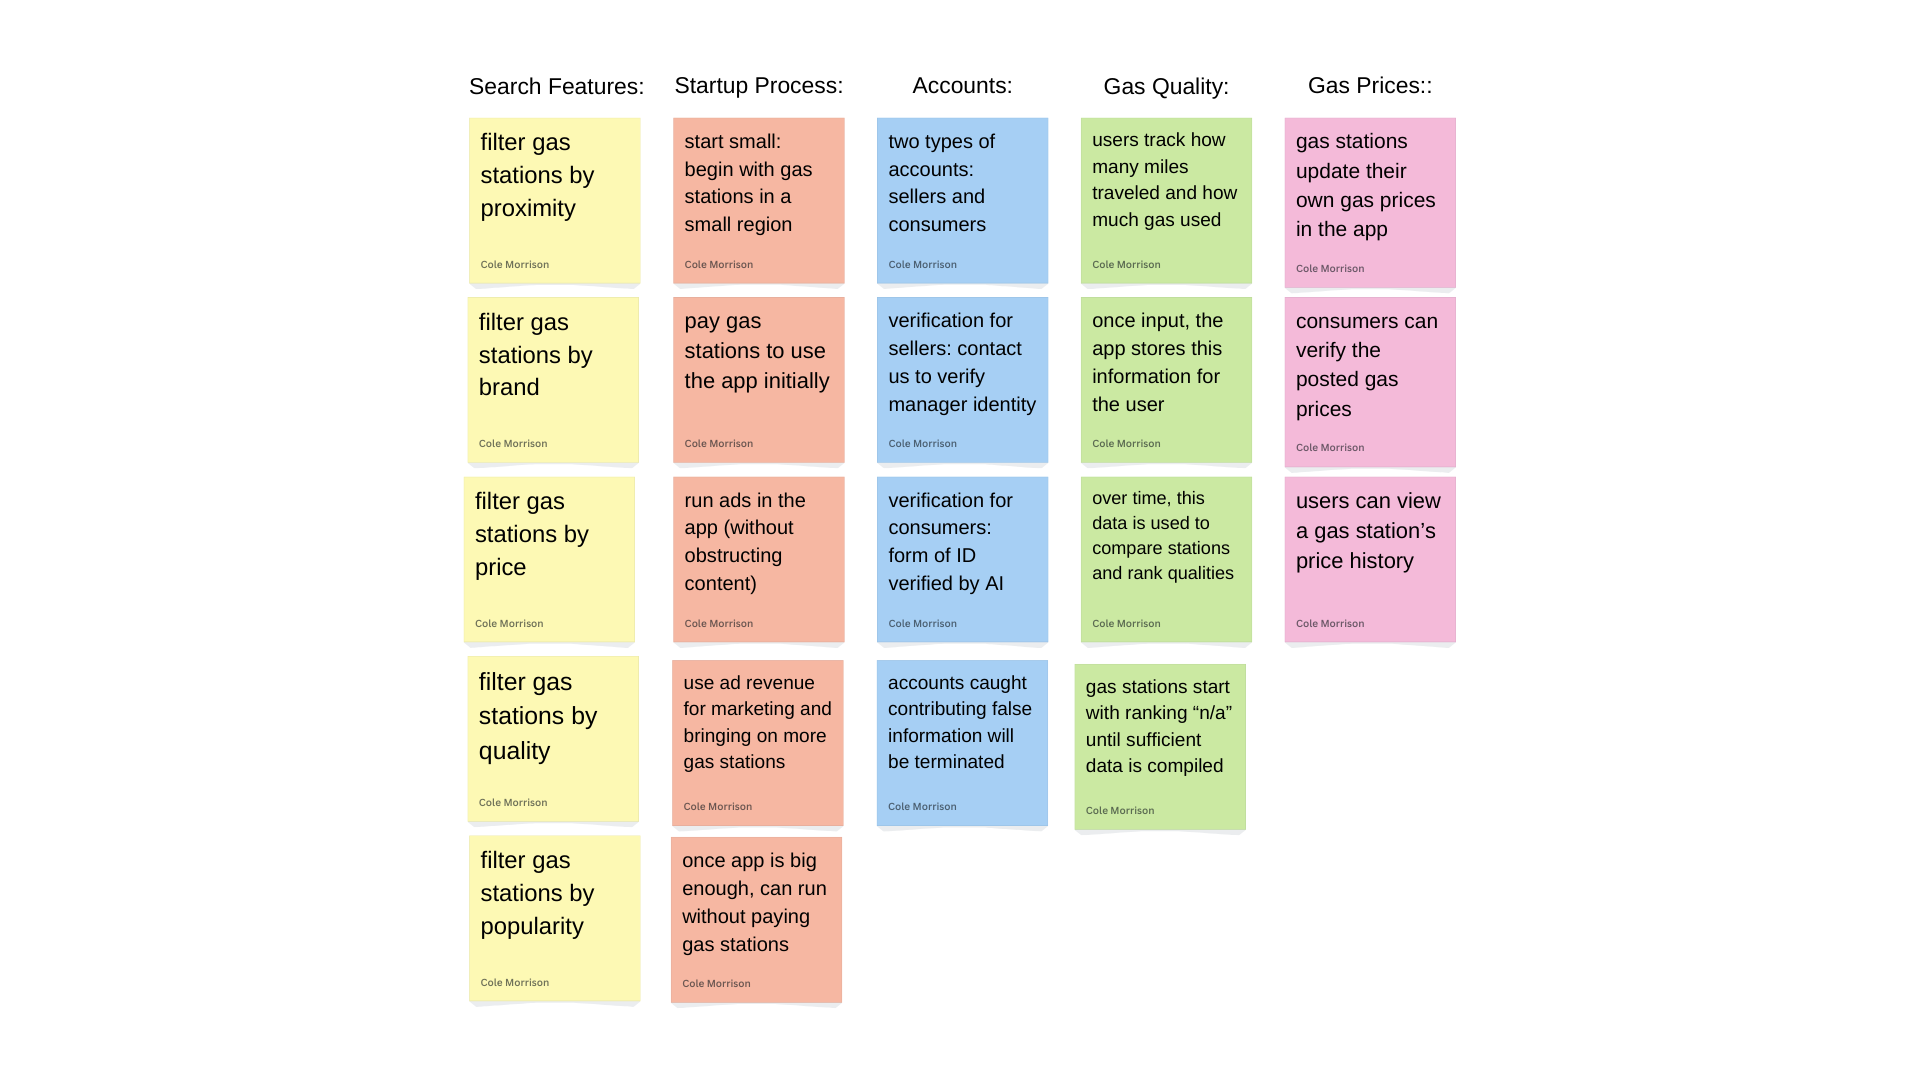 Search Features:
filter gas
stations by
proximity
Cole Morrison
filter gas
stations by
brand
Cole Morrison
filter gas
stations by
price
Cole Morrison
filter gas
stations by
quality
Cole Morrison
filter gas
stations by
popularity
Cole Morrison
Startup Process:
start small:
begin with gas
stations in a
small region
Cole Morrison
pay gas
stations to use
the app initially
Cole Morrison
run ads in the
app (without
obstructing
content)
Cole Morrison
use ad revenue
for marketing and
bringing on more
gas stations
Cole Morrison
once app is big
enough, can run
without paying
gas stations
Cole Morrison
Accounts:
two types of
accounts:
sellers and
consumers
Cole Morrison
verification for
sellers: contact
us to verify
manager identity
Cole Morrison
verification for
consumers:
form of ID
verified by AI
Cole Morrison
accounts caught
contributing false
information will
be terminated
Cole Morrison
Gas Quality:
users track how
many miles
traveled and how
much gas used
Cole Morrison
once input, the
app stores this
information for
the user
Cole Morrison
over time, this
data is used to
compare stations
and rank qualities
Cole Morrison
gas stations start
with ranking “n/a”
until sufficient
data is compiled
Cole Morrison
Gas Prices::
gas stations
update their
own gas prices
in the app
Cole Morrison
consumers can
verify the
posted gas
prices
Cole Morrison
users can view
a gas station’s
price history
Cole Morrison